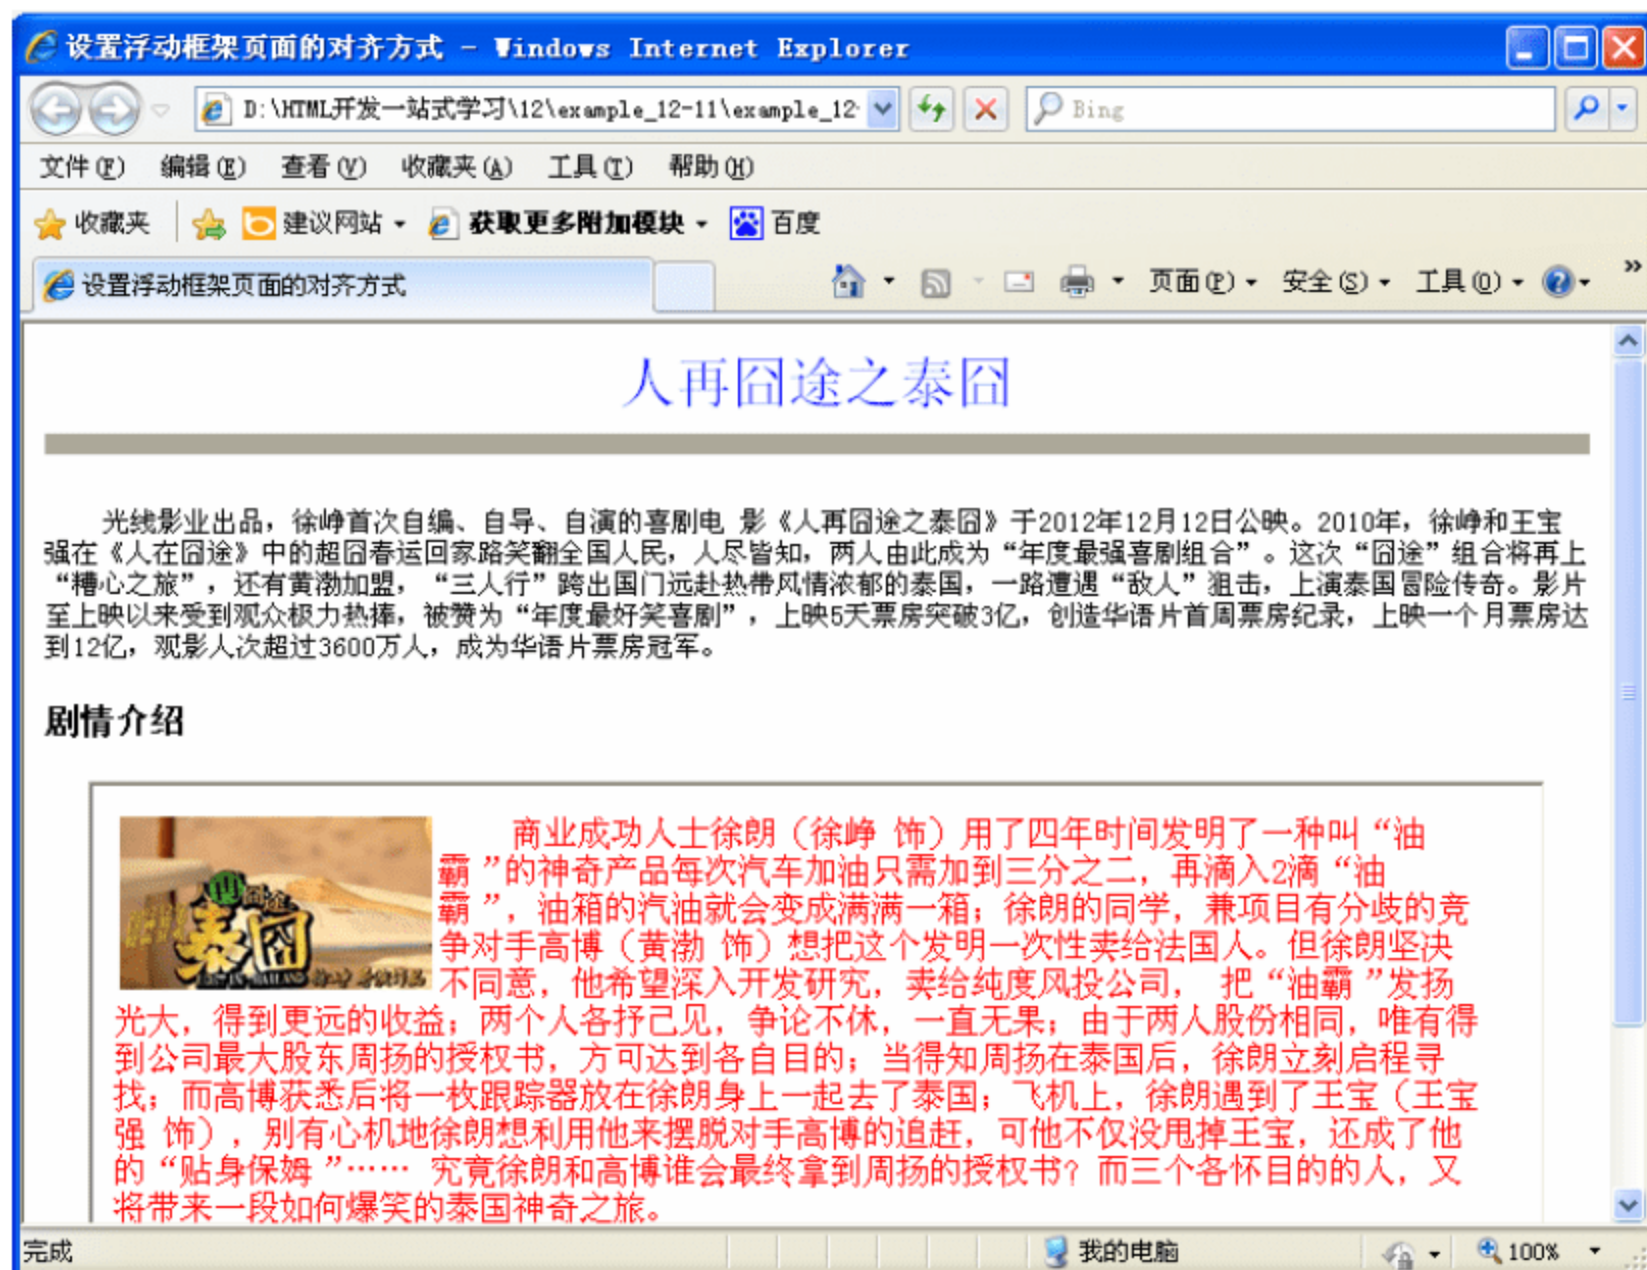 设置浮动框架页面的对齐方式 - Windows Internet Explorer
D:\HTML开发一站式学习\12\example_12-11\example_12-
Bing
文件(F) 编辑(E) 查看(V) 收藏夹(A) 工具(T) 帮助(H)
收藏夹 建议网站 获取更多附加模块 百度
设置浮动框架页面的对齐方式 页面(P) 安全(S) 工具(O) »
人再囧途之泰囧
光线影业出品，徐峥首次自编、自导、自演的喜剧电 影《人再囧途之泰囧》于2012年12月12日公映。2010年，徐峥和王宝
强在《人在囧途》中的超囧春运回家路笑翻全国人民，人尽皆知，两人由此成为“年度最强喜剧组合”。这次“囧途”组合将再上
“糟心之旅”，还有黄渤加盟，“三人行”跨出国门远赴热带风情浓郁的泰国，一路遭遇“敌人”狙击，上演泰国冒险传奇。影片
至上映以来受到观众极力热捧，被赞为“年度最好笑喜剧”，上映5天票房突破3亿，创造华语片首周票房纪录，上映一个月票房达
到12亿，观影人次超过3600万人，成为华语片票房冠军。
剧情介绍
泰囧
商业成功人士徐朗（徐峥 饰）用了四年时间发明了一种叫“油
霸 ”的神奇产品每次汽车加油只需加到三分之二，再滴入2滴“油
霸 ”，油箱的汽油就会变成满满一箱；徐朗的同学，兼项目有分歧的竞
争对手高博（黄渤 饰）想把这个发明一次性卖给法国人。但徐朗坚决
不同意，他希望深入开发研究，卖给纯度风投公司， 把“油霸 ”发扬
光大，得到更远的收益；两个人各抒己见，争论不休，一直无果；由于两人股份相同，唯有得
到公司最大股东周扬的授权书，方可达到各自目的；当得知周扬在泰国后，徐朗立刻启程寻
找；而高博获悉后将一枚跟踪器放在徐朗身上一起去了泰国；飞机上，徐朗遇到了王宝（王宝
强 饰），别有心机地徐朗想利用他来摆脱对手高博的追赶，可他不仅没甩掉王宝，还成了他
的“贴身保姆 ”…… 究竟徐朗和高博谁会最终拿到周扬的授权书？而三个各怀目的的人，又
将带来一段如何爆笑的泰国神奇之旅。
完成 我的电脑 100%